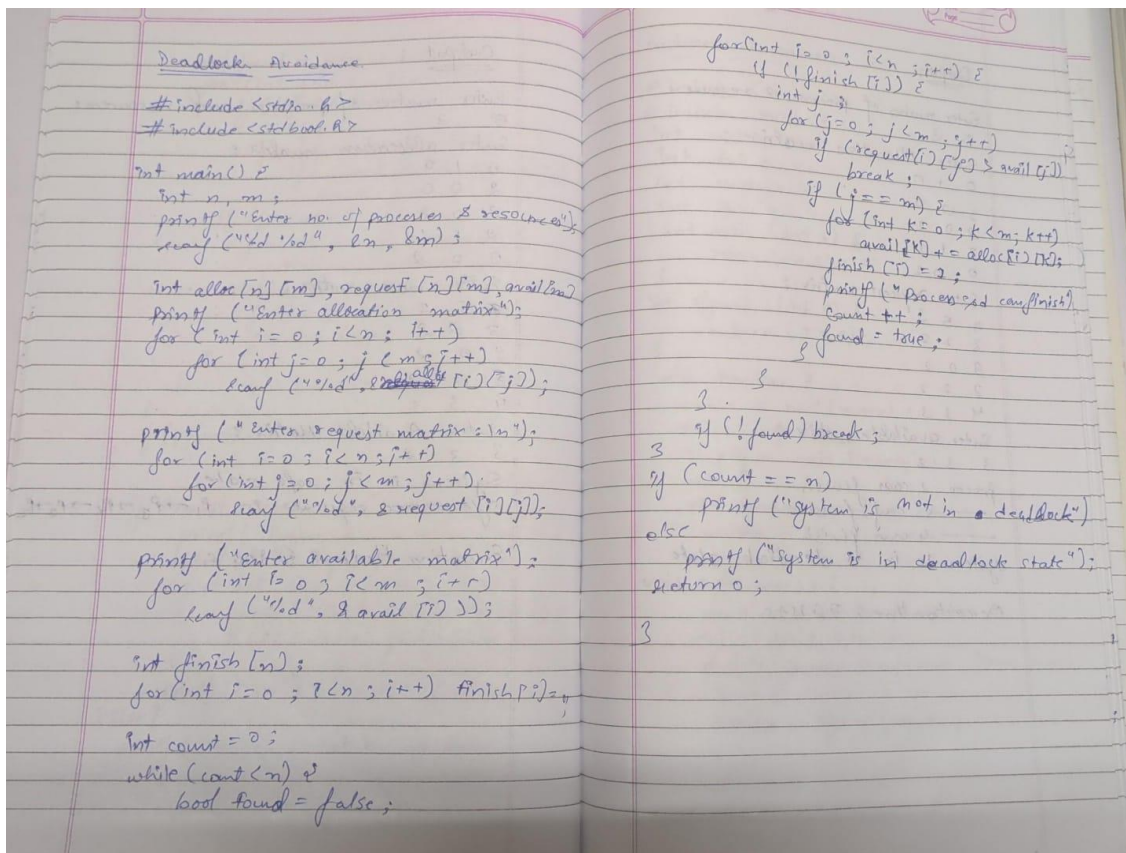 Deadlock Avoidance
#include <stdio.h>
#include <stdbool.h>
int main() {
int n, m;
printf ("Enter no. of processes & resources");
scanf ("%d %d", &n, &m);
int alloc [n] [m], request [n] [m], avail [m]
printf ("Enter allocation matrix");
for (int i = 0; i < n; i++)
for (int j = 0; j < m; j++)
scanf ("%d", & alloc [i] [j]);
printf ("Enter request matrix : \n");
for (int i = 0; i < n; i++)
for (int j = 0; j < m; j++)
scanf ("%d", & request [i] [j]);
printf ("Enter available matrix");
for (int i = 0; i < m; i++)
scanf ("%d", & avail [i] ));
int finish [n];
for (int i = 0; i < n; i++) finish [i] =
int count = 0;
while (count < n) {
bool found = false;
Page
for (int i = 0; i < n; i++) {
if (!finish [i]) {
int j;
for (j = 0; j < m; j++)
if (request [i] [j] > avail [j])
break;
if (j == m) {
for (int k = 0; k < m; k++)
avail [k] += alloc [i] [k];
finish [i] = 1;
printf ("Process %d can finish")
count ++;
found = true;
}
}
}
if (!found) break;
}
if (count == n)
printf ("System is not in deadlock")
else
printf ("System is in deadlock state");
return 0;
}